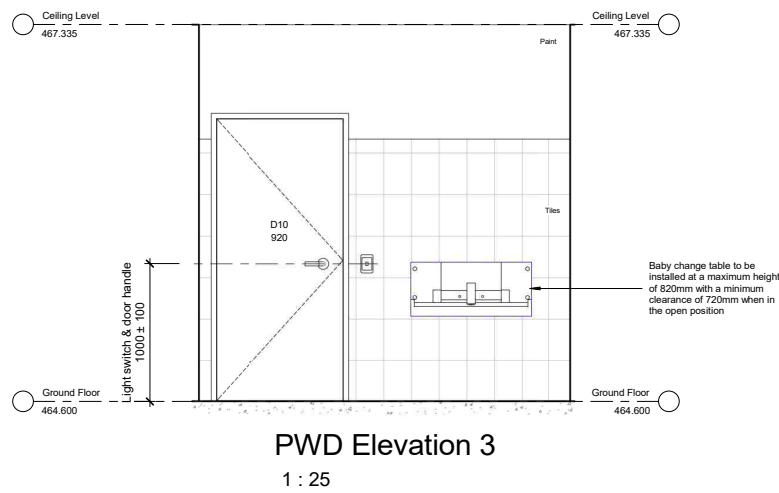 Ceiling Level
467.335
Ceiling Level
467.335
Paint
Tiles
D10
920
Light switch & door handle
1000 ± 100
Baby change table to be
installed at a maximum height
of 820mm with a minimum
clearance of 720mm when in
the open position
Ground Floor
464.600
Ground Floor
464.600
PWD Elevation 3
1 : 25